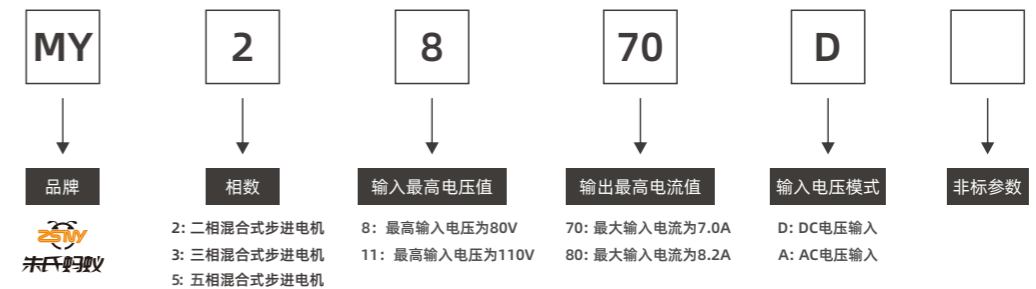 MY 2 8 70 D
品牌 相数 输入最高电压值 输出最高电流值 输入电压模式 非标参数
ZSMY
朱氏蚂蚁
2: 二相混合式步进电机
3: 三相混合式步进电机
5: 五相混合式步进电机
8：最高输入电压为80V
11：最高输入电压为110V
70: 最大输入电流为7.0A
80: 最大输入电流为8.2A
D: DC电压输入
A: AC电压输入